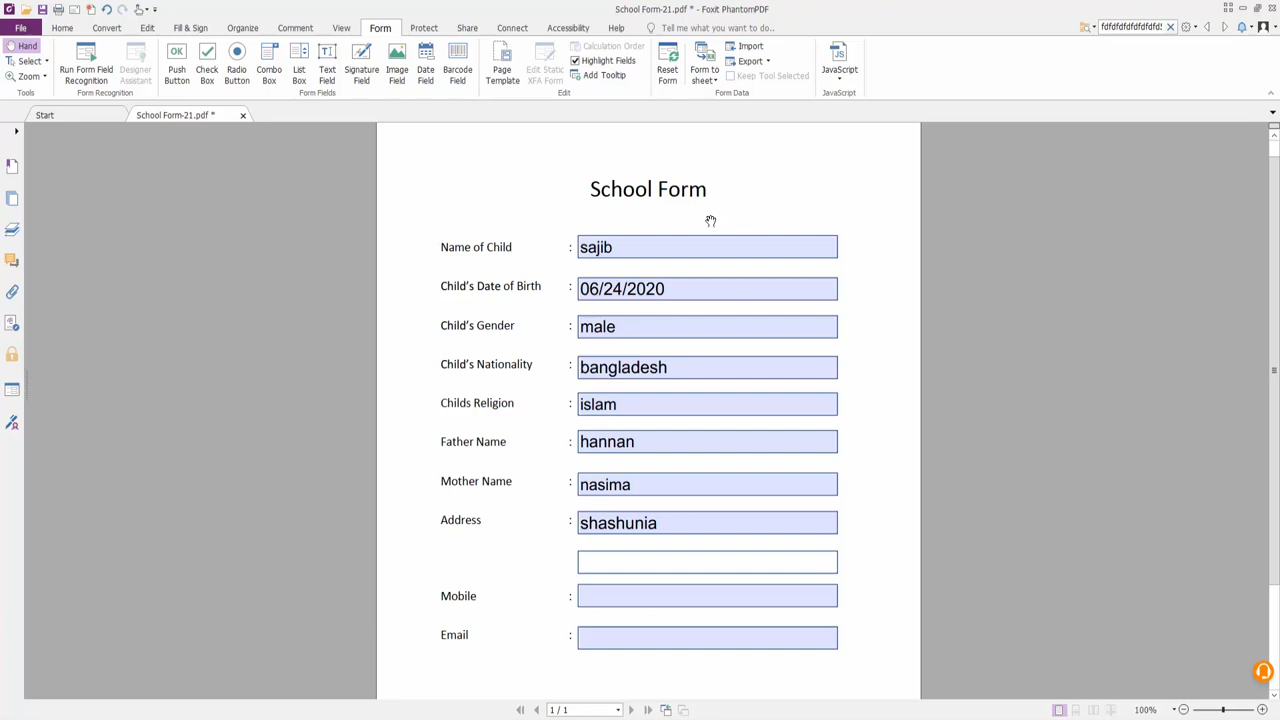 School Form-21.pdf * - Foxit PhantomPDF
File Home Convert Edit Fill & Sign Organize Comment View Form Protect Share Connect Accessibility Help Tell me what you want to do.. fdfdfdfdfdfdfd!
Hand
Select
Zoom
Tools
Run Form Field Recognition
Designer Assistant
Form Recognition
Push Button
Check Box
Radio Button
Combo Box
List Box
Text Field
Signature Field
Image Field
Date Field
Barcode Field
Form Fields
Page Template
Edit Static XFA Form
Calculation Order
Highlight Fields
Add Tooltip
Edit
Reset Form
Form to sheet
Import
Export
Keep Tool Selected
Form Data
JavaScript
JavaScript
Start School Form-21.pdf *
School Form
Name of Child : sajib
Child’s Date of Birth : 06/24/2020
Child’s Gender : male
Child’s Nationality : bangladesh
Childs Religion : islam
Father Name : hannan
Mother Name : nasima
Address : shashunia
Mobile :
Email :
1 / 1 100%